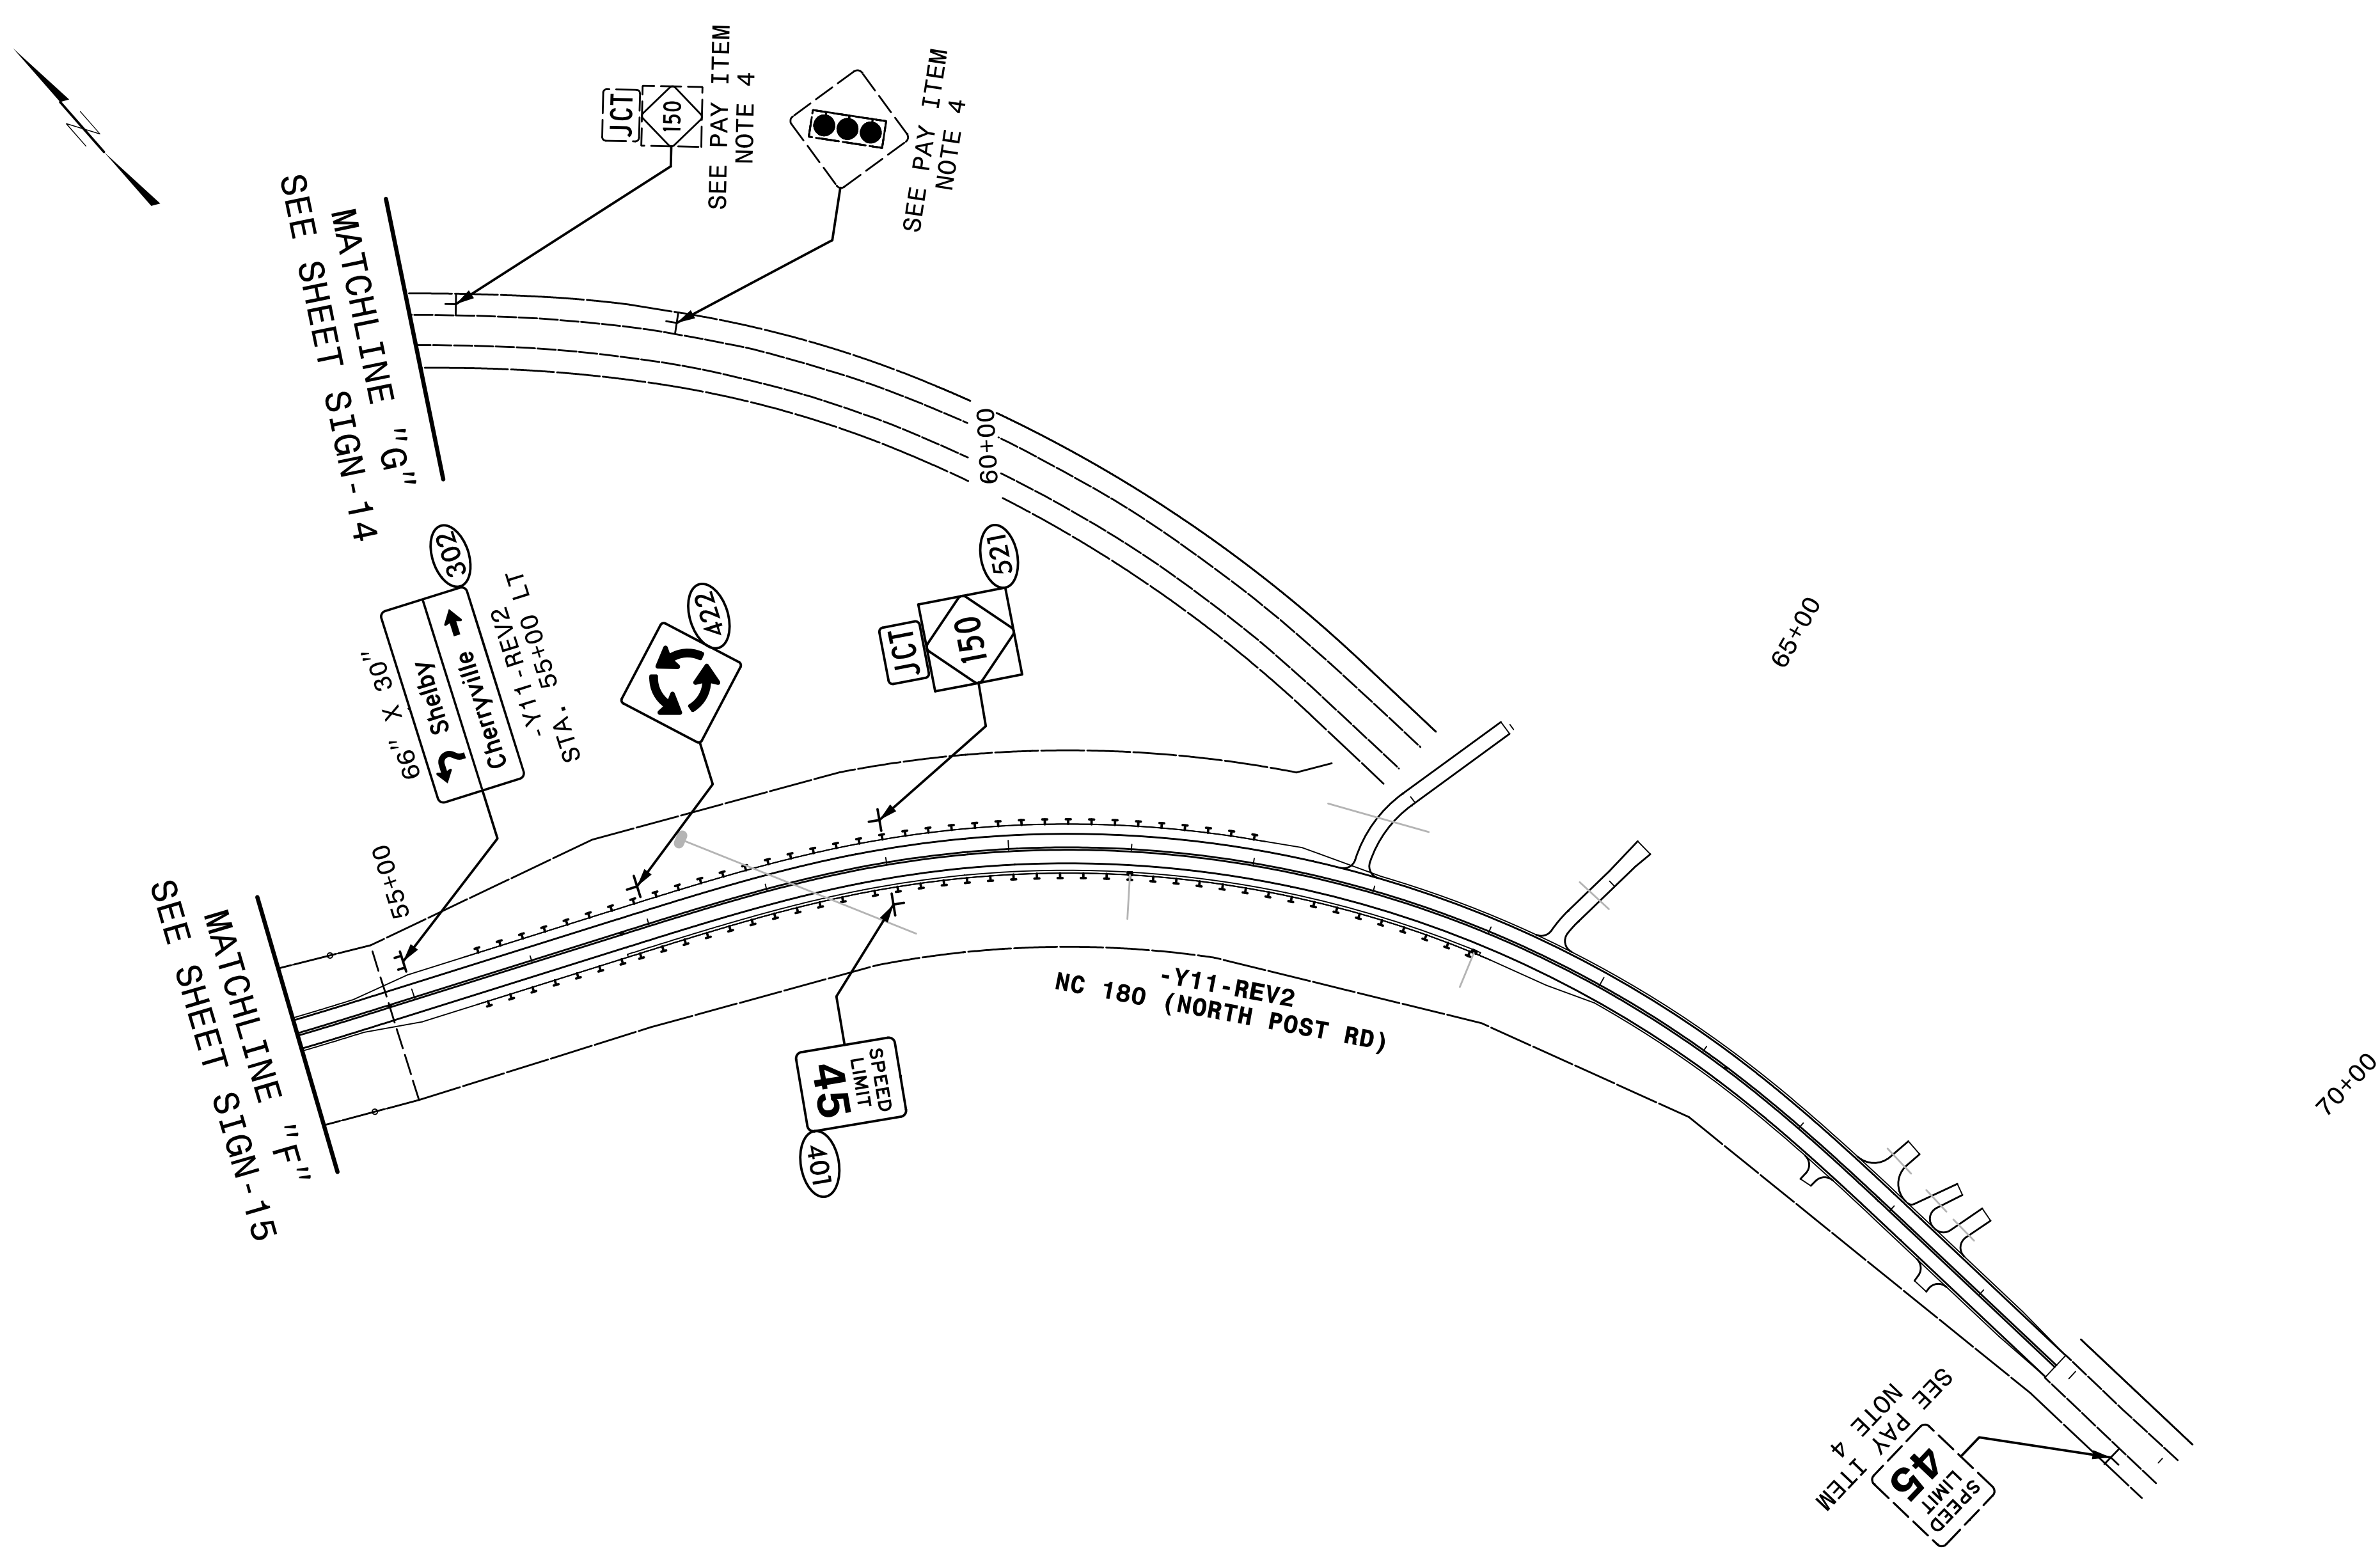 JCT
150
SEE PAY ITEM
NOTE 4
SEE PAY ITEM
NOTE 4
MATCHLINE "G"
SEE SHEET SIGN-14
60+00
302
66" X 30"
Shelby
Cherryville
-Y11-REV2
STA. 55+00 LT
422
521
JCT
150
65+00
55+00
MATCHLINE "F"
SEE SHEET SIGN-15
-Y11-REV2
NC 180 (NORTH POST RD)
SPEED
LIMIT
45
401
70+00
SEE PAY ITEM
NOTE 4
SPEED
LIMIT
45